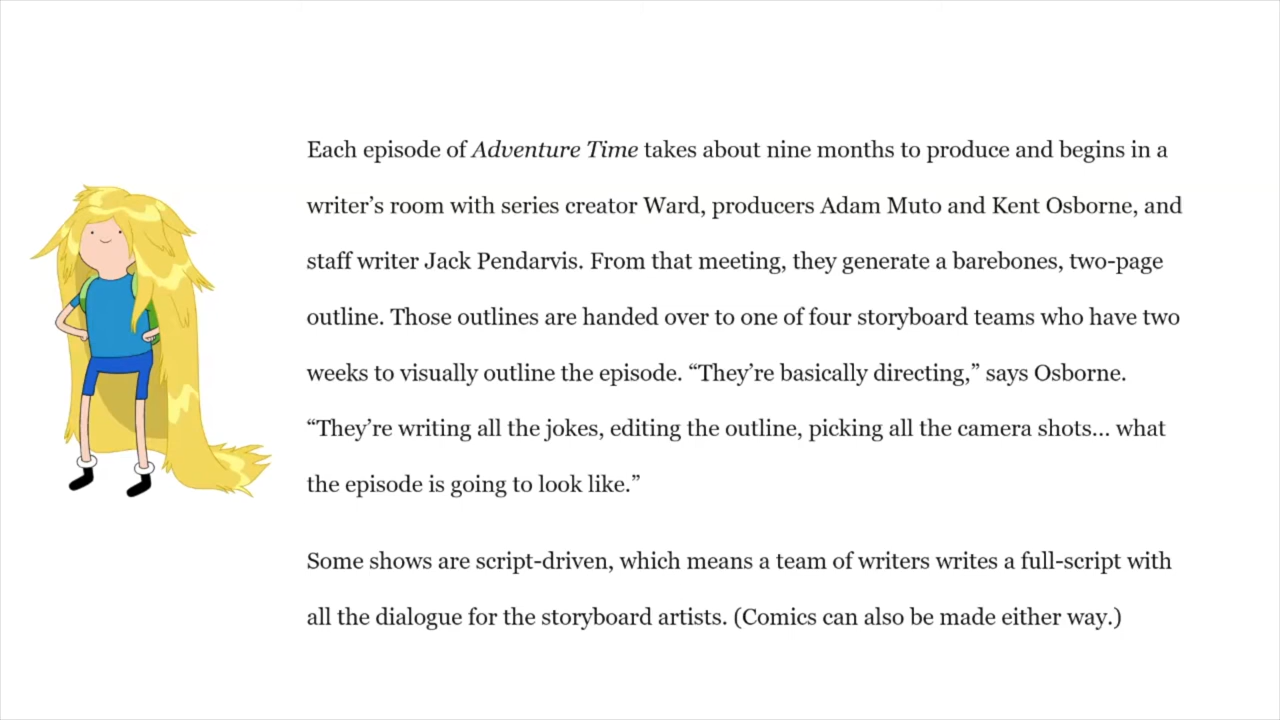 Each episode of Adventure Time takes about nine months to produce and begins in a
writer’s room with series creator Ward, producers Adam Muto and Kent Osborne, and
staff writer Jack Pendarvis. From that meeting, they generate a barebones, two-page
outline. Those outlines are handed over to one of four storyboard teams who have two
weeks to visually outline the episode. “They’re basically directing,” says Osborne.
“They’re writing all the jokes, editing the outline, picking all the camera shots… what
the episode is going to look like.”
Some shows are script-driven, which means a team of writers writes a full-script with
all the dialogue for the storyboard artists. (Comics can also be made either way.)